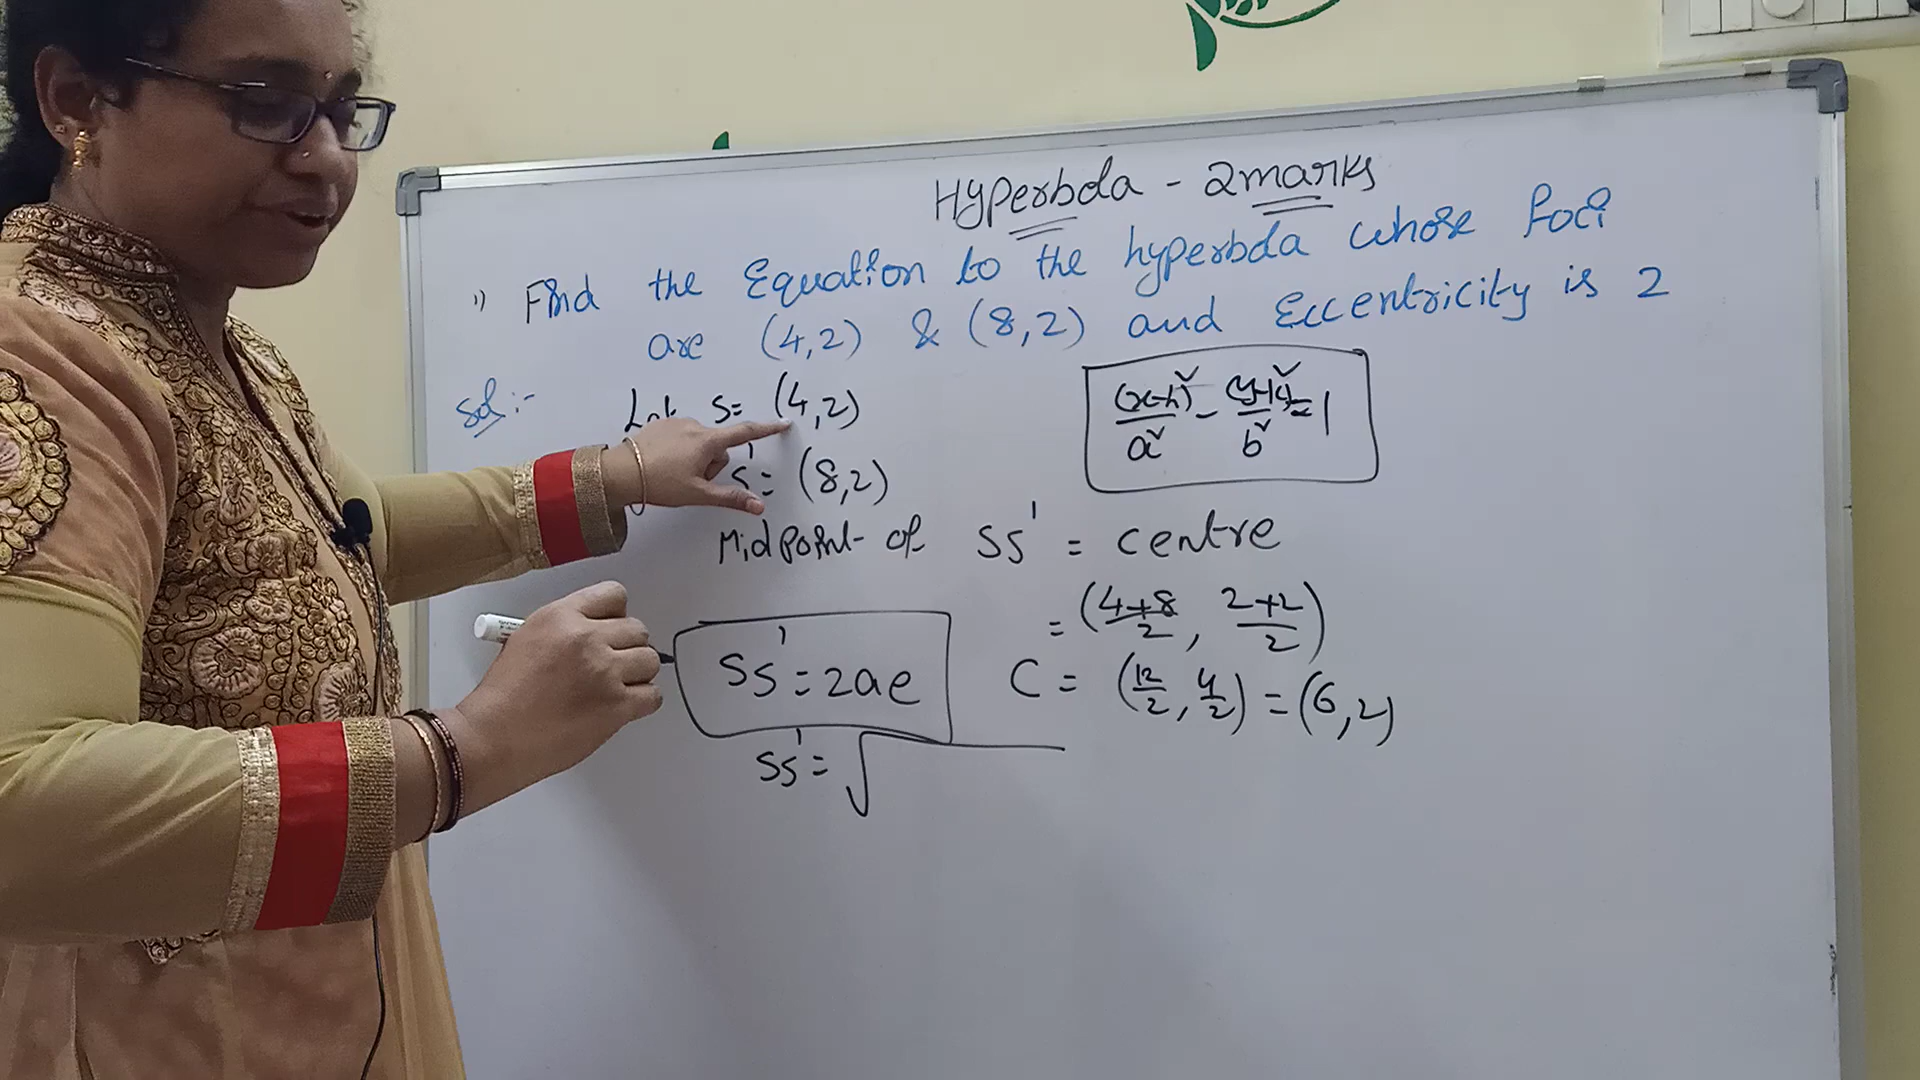 Hyperbola - 2marks
1) Find the Equation to the hyperbola whose foci
are (4,2) & (8,2) and Eccentricity is 2
Sol:-
Let S= (4,2)
S'= (8,2)
(x-h)²/a² - (y-k)²/b² = 1
Midpoint of SS' = centre
= (4+8/2, 2+2/2)
SS'=2ae
C = (12/2, 4/2) = (6,2)
SS'=√